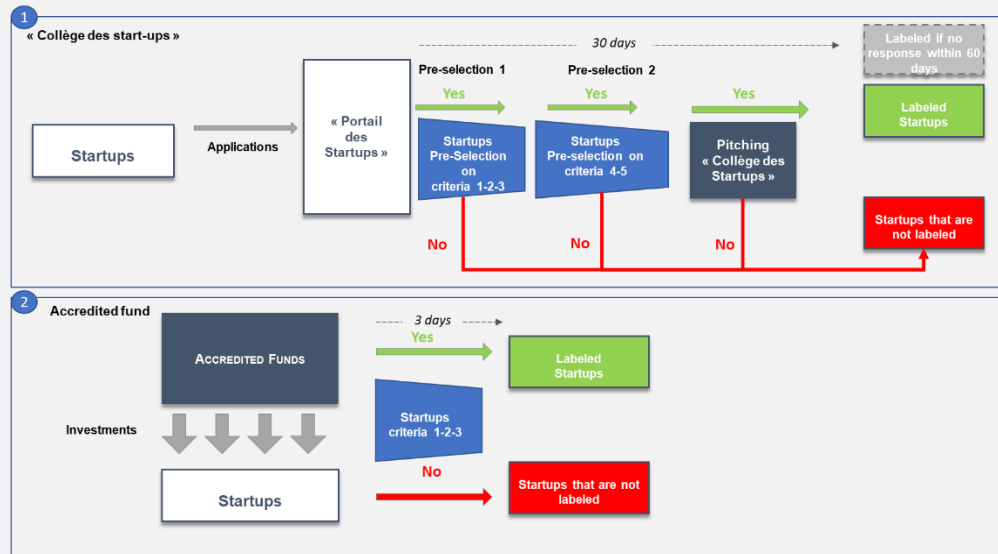 1
« Collège des start-ups »
30 days
Labeled if no
response within 60
days
Pre-selection 1
Pre-selection 2
Yes
Yes
Yes
Startups
Applications
« Portail
des
Startups »
Startups
Pre-Selection
on
criteria 1-2-3
Startups
Pre-selection on
criteria 4-5
Pitching
« Collège des
Startups »
Labeled
Startups
No
No
No
Startups that are
not labeled
2
Accredited fund
ACCREDITED FUNDS
3 days
Yes
Labeled
Startups
Investments
Startups
criteria 1-2-3
No
Startups
Startups that are not
labeled